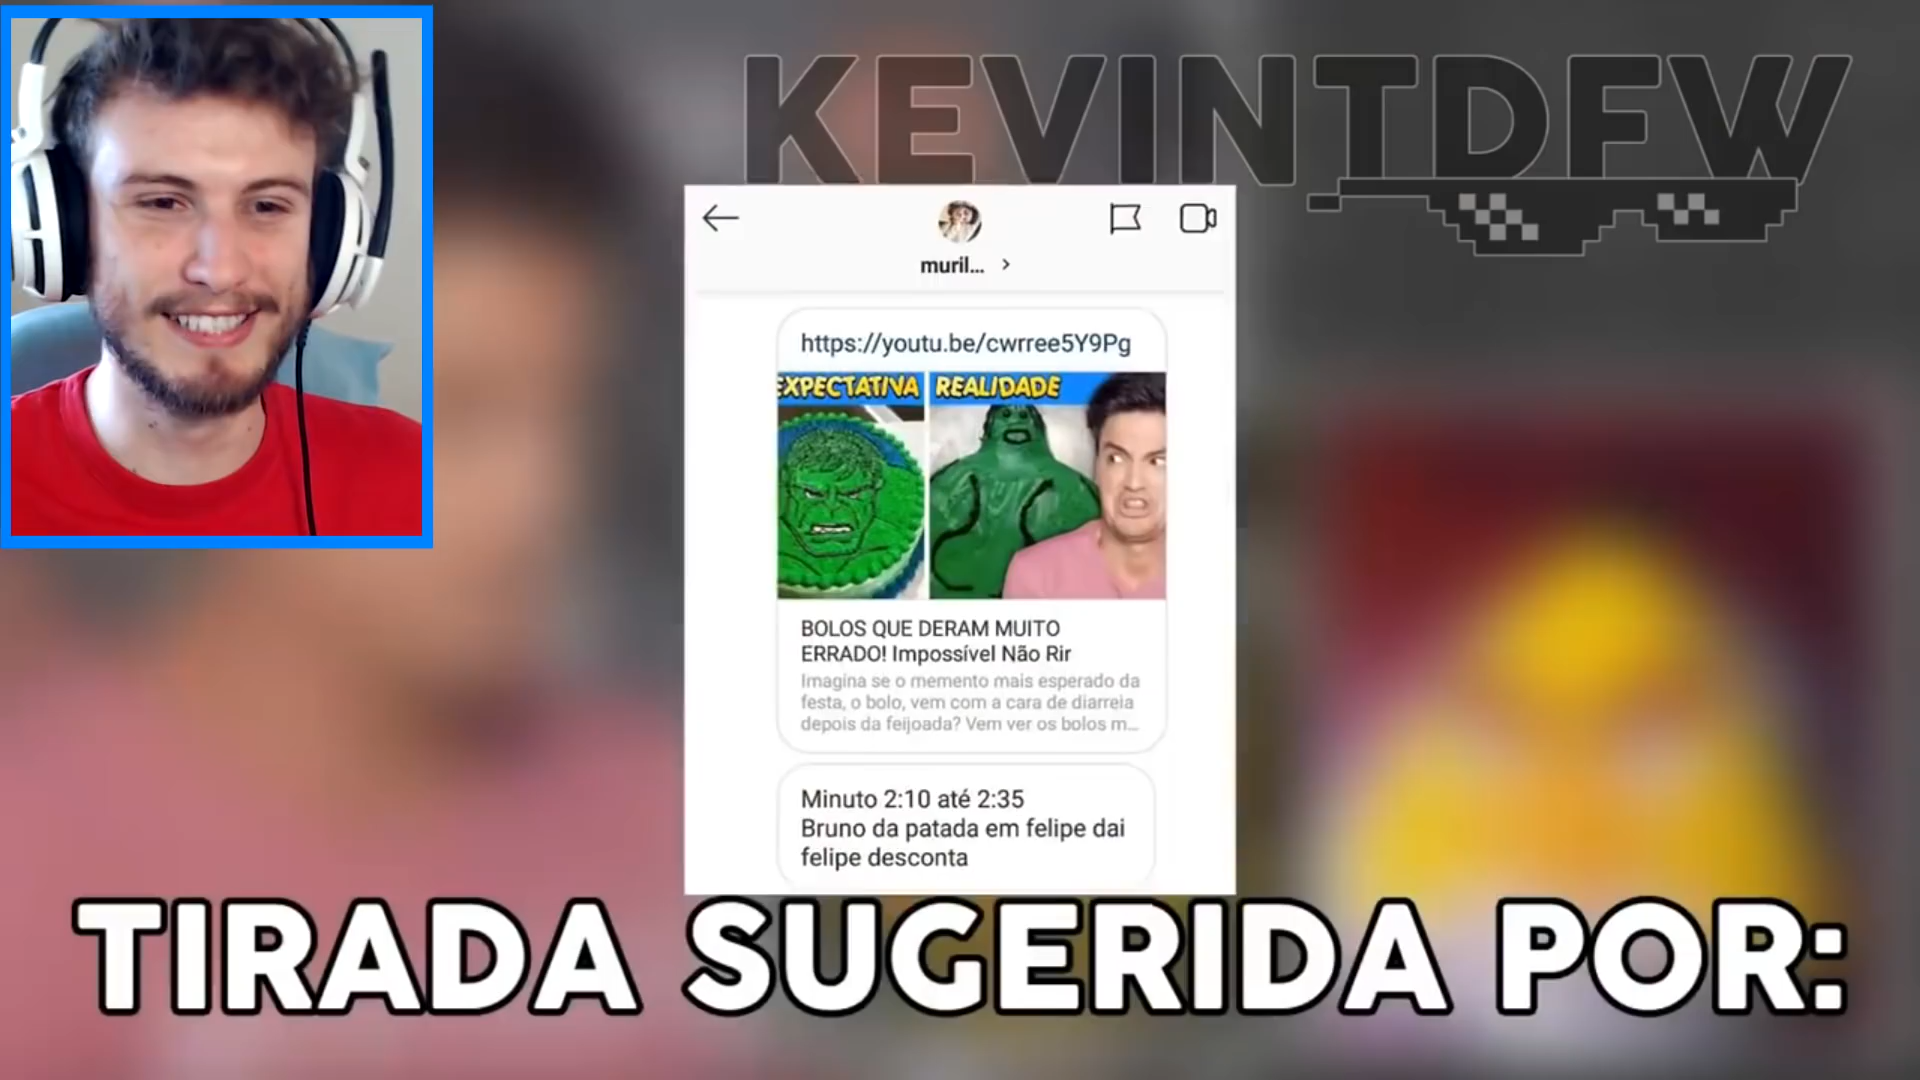 KEVINTDFW
muril...
https://youtu.be/cwrree5Y9Pg
EXPECTATIVA
REALIDADE
BOLOS QUE DERAM MUITO
ERRADO! Impossível Não Rir
Imagina se o memento mais esperado da
festa, o bolo, vem com a cara de diarreia
depois da feijoada? Vem ver os bolos m...
Minuto 2:10 até 2:35
Bruno da patada em felipe dai
felipe desconta
TIRADA SUGERIDA POR: